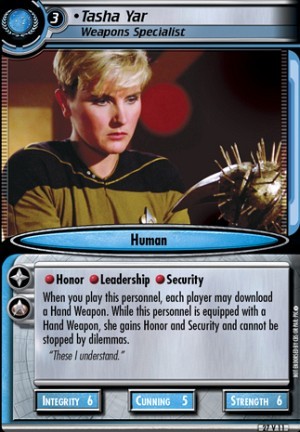 3
•Tasha Yar
Weapons Specialist
Human
Honor Leadership Security
When you play this personnel, each player may download
a Hand Weapon. While this personnel is equipped with
a Hand Weapon, she gains Honor and Security and cannot be
stopped by dilemmas.
"These I understand."
INTEGRITY 6 CUNNING 5 STRENGTH 6